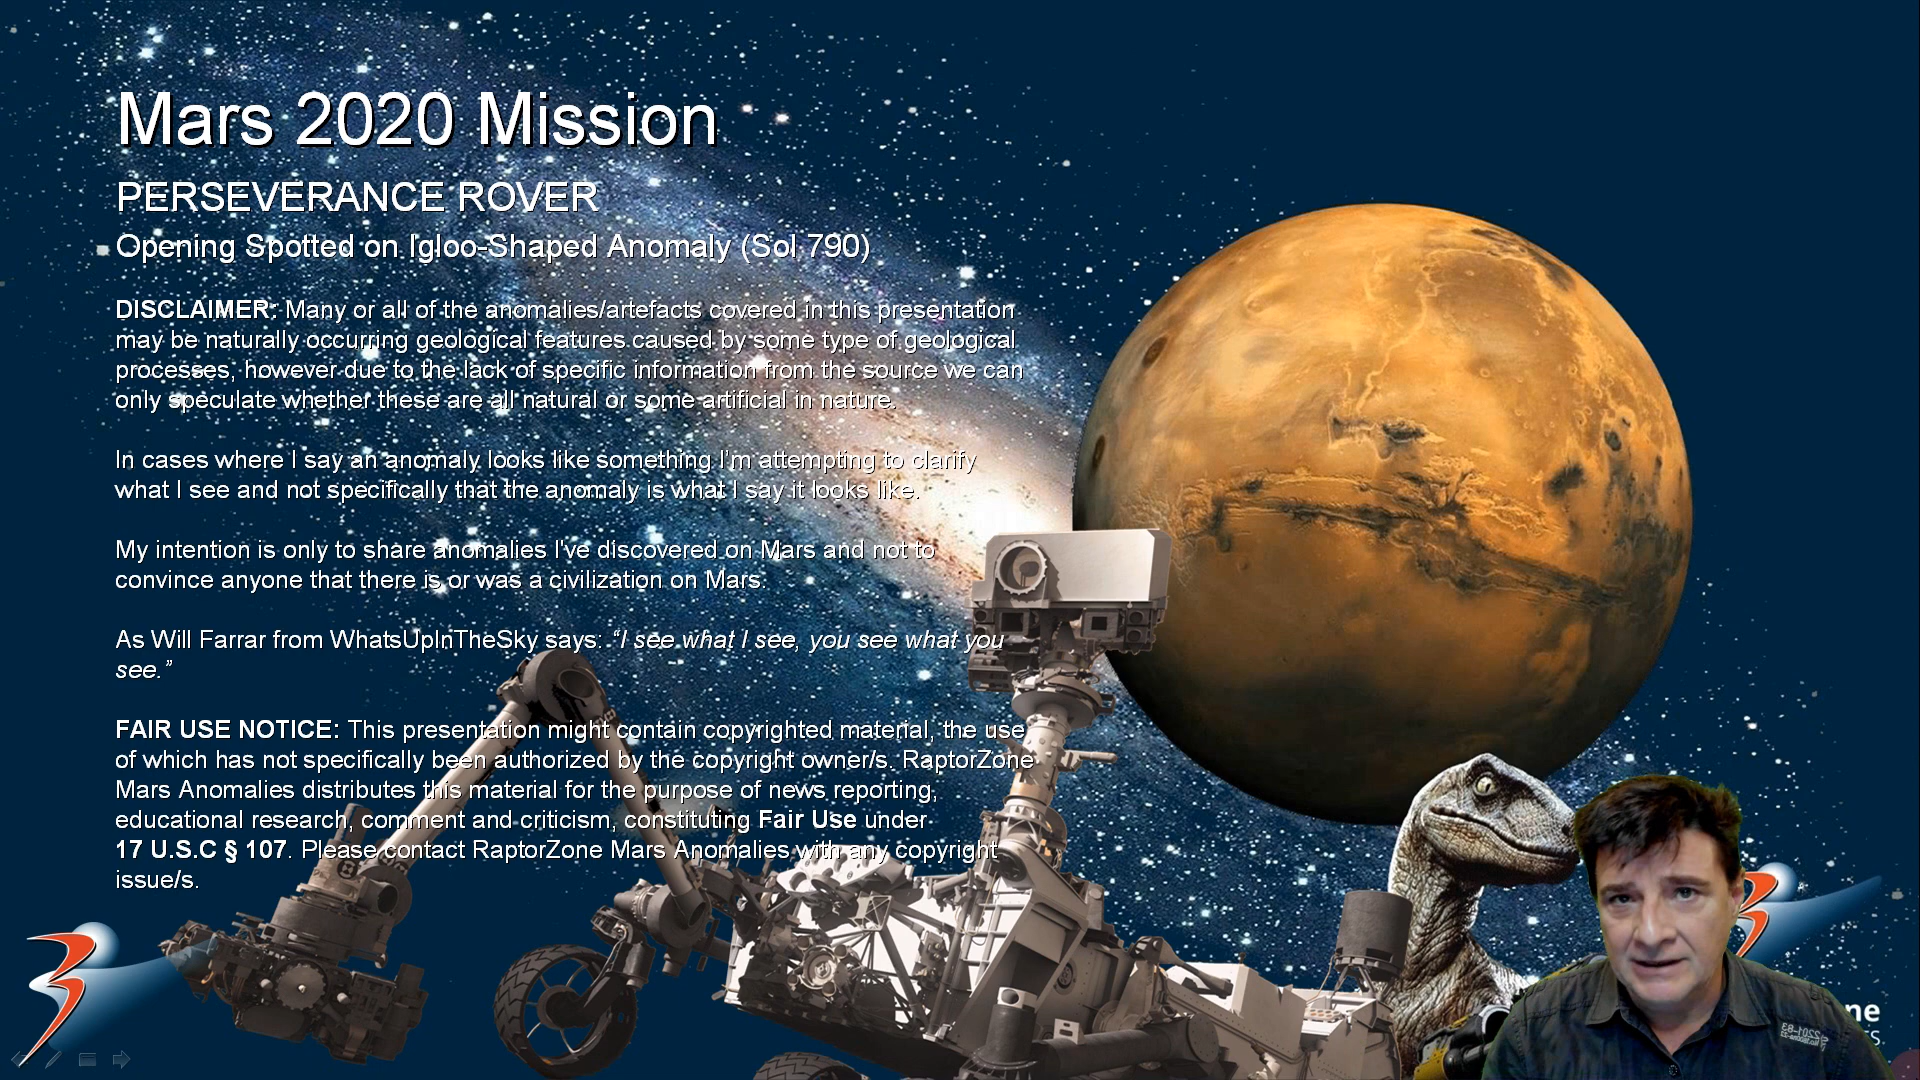 Mars 2020 Mission
PERSEVERANCE ROVER
Opening Spotted on Igloo-Shaped Anomaly (Sol 790)
DISCLAIMER: Many or all of the anomalies/artefacts covered in this presentation
may be naturally occurring geological features caused by some type of geological
processes, however due to the lack of specific information from the source we can
only speculate whether these are all natural or some artificial in nature.
In cases where I say an anomaly looks like something I'm attempting to clarify
what I see and not specifically that the anomaly is what I say it looks like.
My intention is only to share anomalies I've discovered on Mars and not to
convince anyone that there is or was a civilization on Mars.
As Will Farrar from WhatsUpInTheSky says: “I see what I see, you see what you
see.”
FAIR USE NOTICE: This presentation might contain copyrighted material, the use
of which has not specifically been authorized by the copyright owner/s. RaptorZone
Mars Anomalies distributes this material for the purpose of news reporting,
educational research, comment and criticism, constituting Fair Use under
17 U.S.C § 107. Please contact RaptorZone Mars Anomalies with any copyright
issue/s.